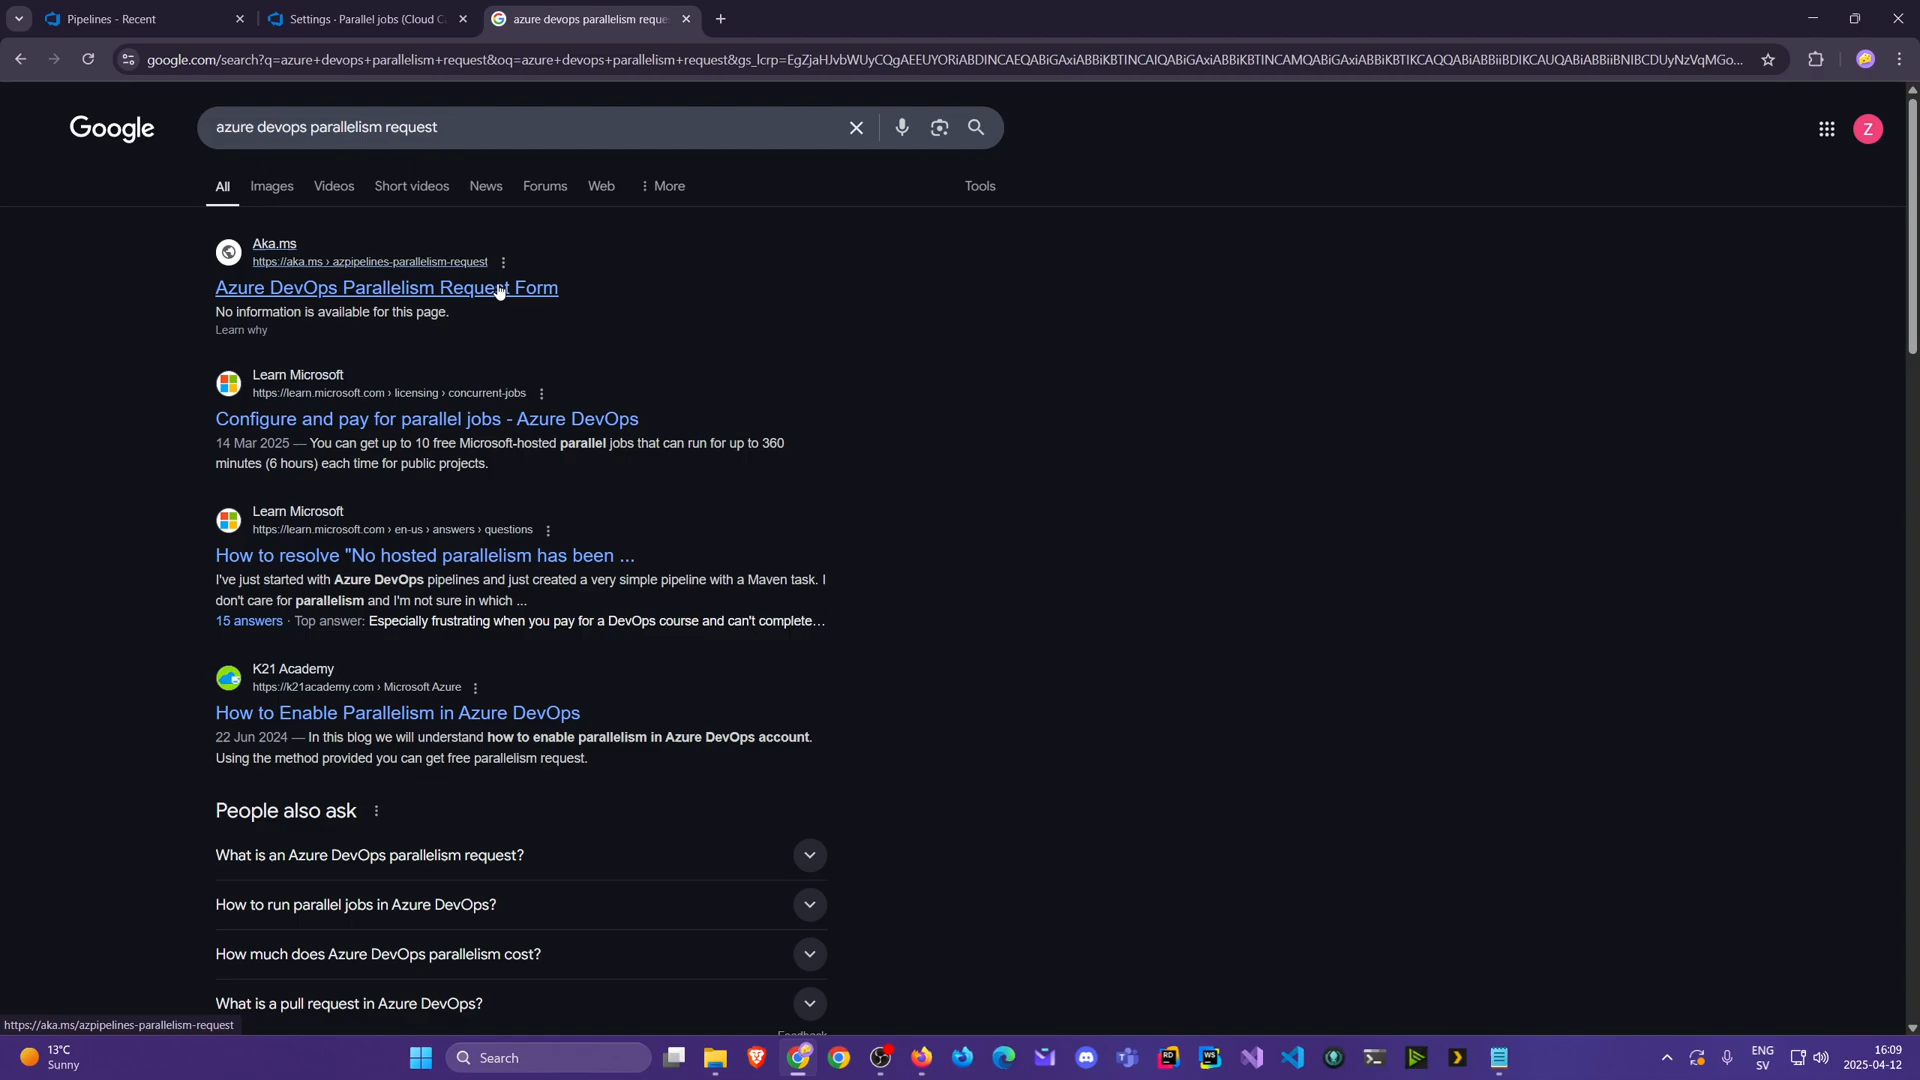 Pipelines - Recent
Settings · Parallel jobs (Cloud C
azure devops parallelism reque
google.com/search?q=azure+devops+parallelism+request&oq=azure+devops+parallelism+request&gs_lcrp=
Google
azure devops parallelism request
Z
All
Images
Videos
Short videos
News
Forums
Web
More
Tools
Aka.ms
https://aka.ms › azpipelines-parallelism-request
Azure DevOps Parallelism Request Form
No information is available for this page.
Learn why
Learn Microsoft
https://learn.microsoft.com › licensing › concurrent-jobs
Configure and pay for parallel jobs - Azure DevOps
14 Mar 2025 — You can get up to 10 free Microsoft-hosted parallel jobs that can run for up to 360
minutes (6 hours) each time for public projects.
Learn Microsoft
https://learn.microsoft.com › en-us › answers › questions
How to resolve "No hosted parallelism has been ...
I've just started with Azure DevOps pipelines and just created a very simple pipeline with a Maven task. I
don't care for parallelism and I'm not sure in which ...
15 answers · Top answer: Especially frustrating when you pay for a DevOps course and can't complete…
K21 Academy
https://k21academy.com › Microsoft Azure
How to Enable Parallelism in Azure DevOps
22 Jun 2024 — In this blog we will understand how to enable parallelism in Azure DevOps account.
Using the method provided you can get free parallelism request.
People also ask
What is an Azure DevOps parallelism request?
How to run parallel jobs in Azure DevOps?
How much does Azure DevOps parallelism cost?
What is a pull request in Azure DevOps?
Feedback
https://aka.ms/azpipelines-parallelism-request
13°C
Sunny
Search
RD
WS
ENG
SV
16:09
2025-04-12